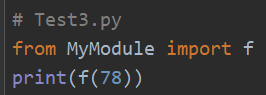 # Test3.py
from MyModule import f
print(f(78))